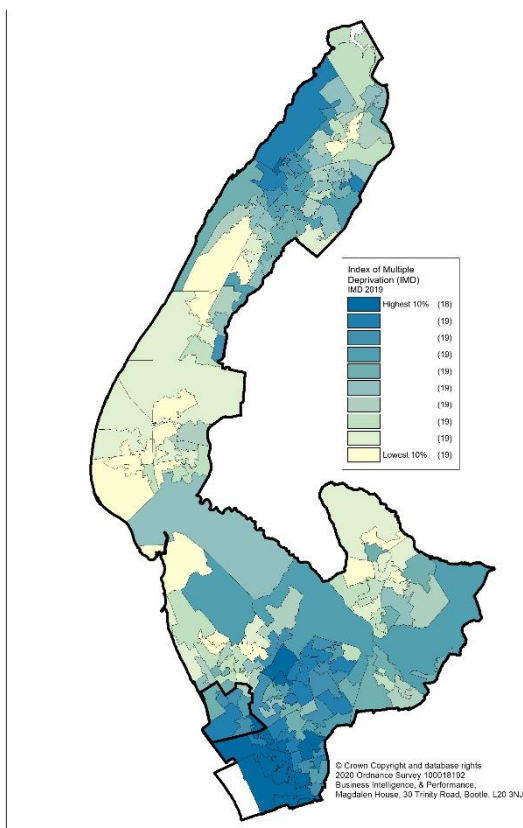 Index of Multiple
Deprivation (IMD)
IMD 2019
Highest 10% (18)
(19)
(19)
(19)
(19)
(19)
(19)
(19)
(19)
Lowest 10% (19)
© Crown Copyright and database rights
2020 Ordnance Survey 100018192
Business Intelligence, & Performance,
Magdalen House, 30 Trinity Road, Bootle, L20 3NJ